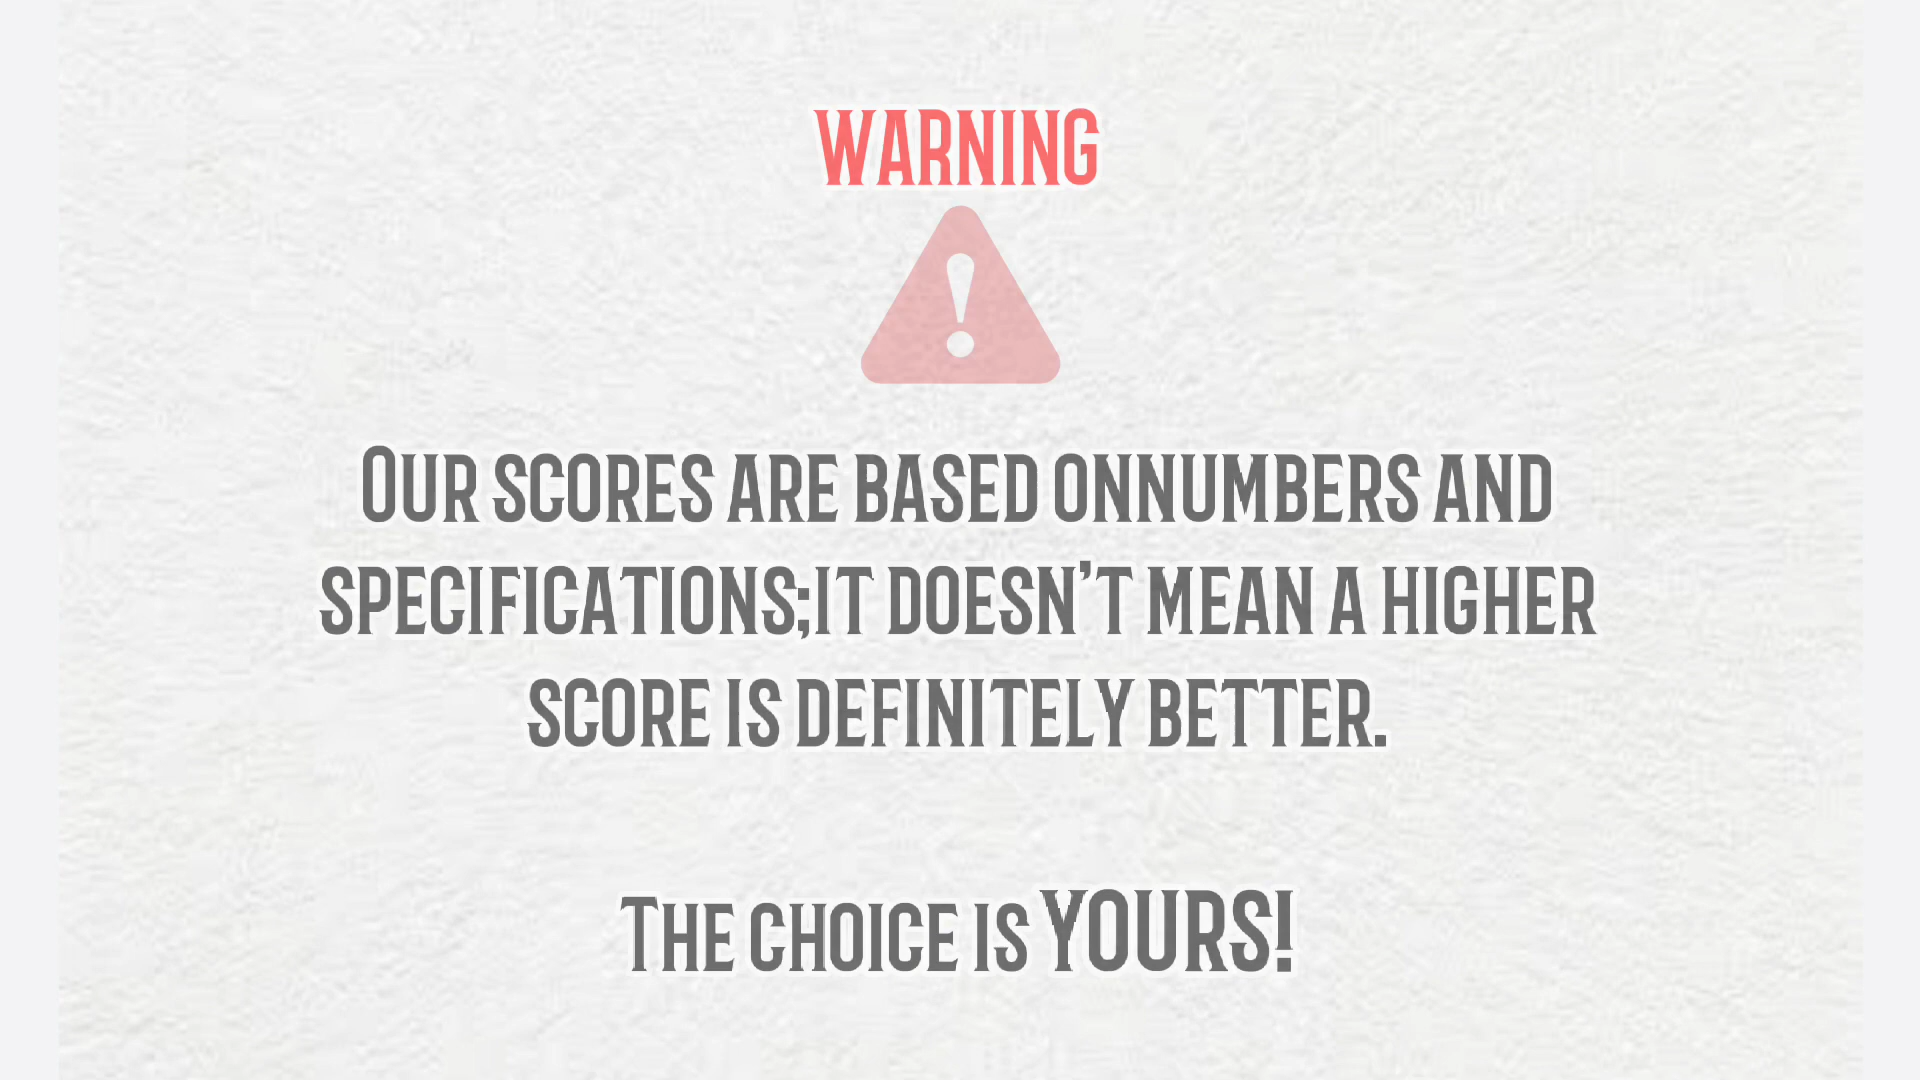 WARNING
OUR SCORES ARE BASED ONNUMBERS AND
SPECIFICATIONS;IT DOESN'T MEAN A HIGHER
SCORE IS DEFINITELY BETTER.
THE CHOICE IS YOURS!